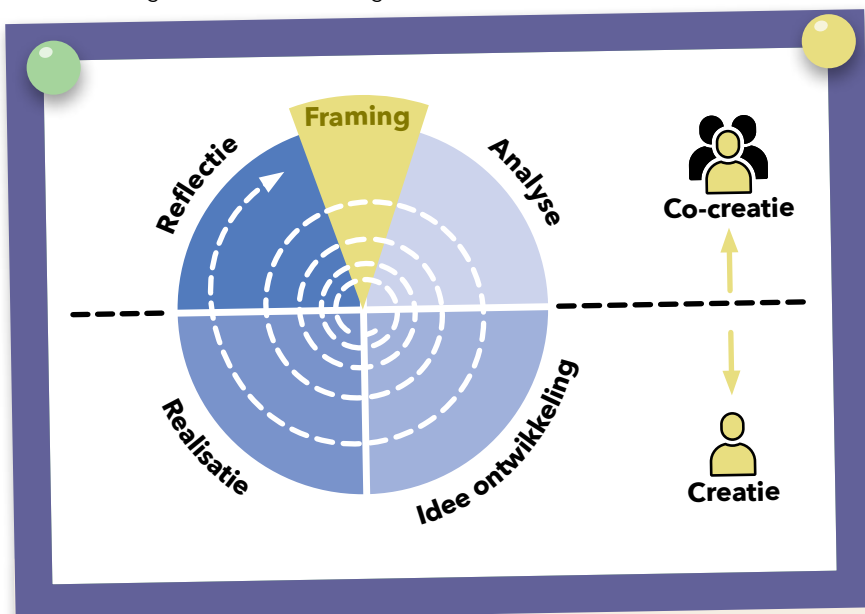 Framing
Reflectie
Analyse
Co-creatie
Realisatie
Idee ontwikkeling
Creatie